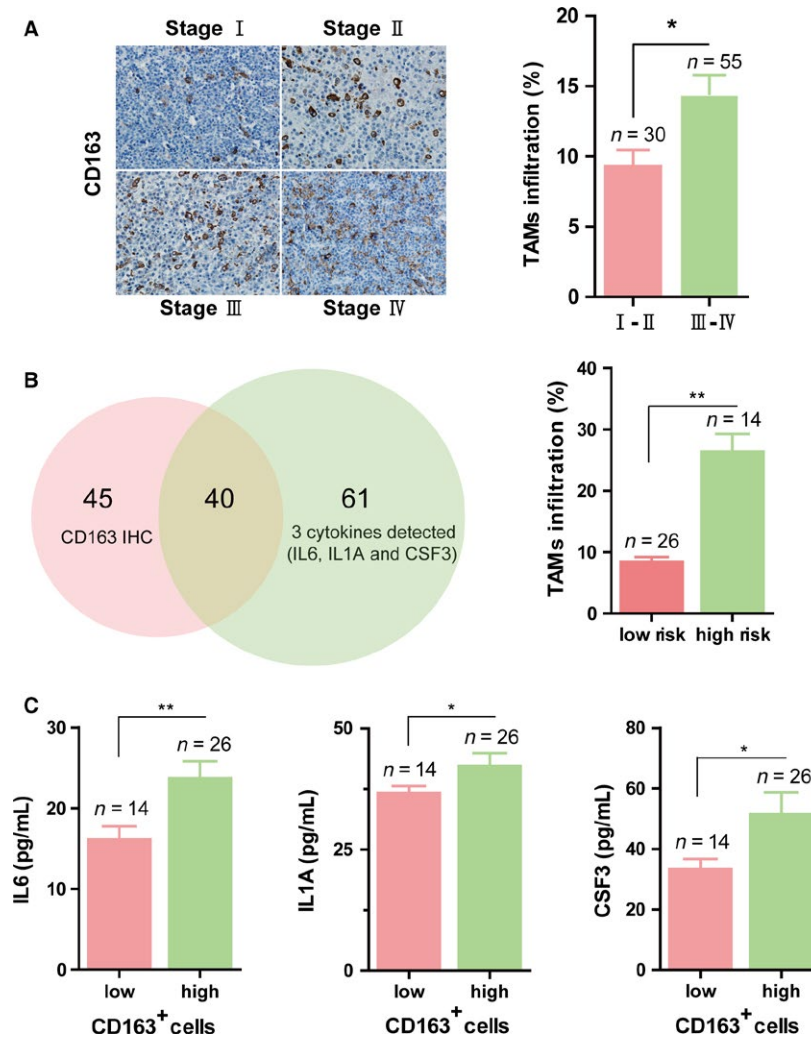 A
Stage Ⅰ Stage Ⅱ
CD163
Stage Ⅲ Stage Ⅳ
TAMs infiltration (%)
20
15
10
5
0
*
n = 55
n = 30
Ⅰ - Ⅱ Ⅲ - Ⅳ
B
45 40 61
CD163 IHC
3 cytokines detected
(IL6, IL1A and CSF3)
TAMs infiltration (%)
40
30
20
10
0
**
n = 14
n = 26
low risk high risk
C
IL6 (pg/mL)
30
20
10
0
**
n = 26
n = 14
low high
CD163+ cells
IL1A (pg/mL)
50
25
0
*
n = 26
n = 14
low high
CD163+ cells
CSF3 (pg/mL)
80
60
40
20
0
*
n = 26
n = 14
low high
CD163+ cells